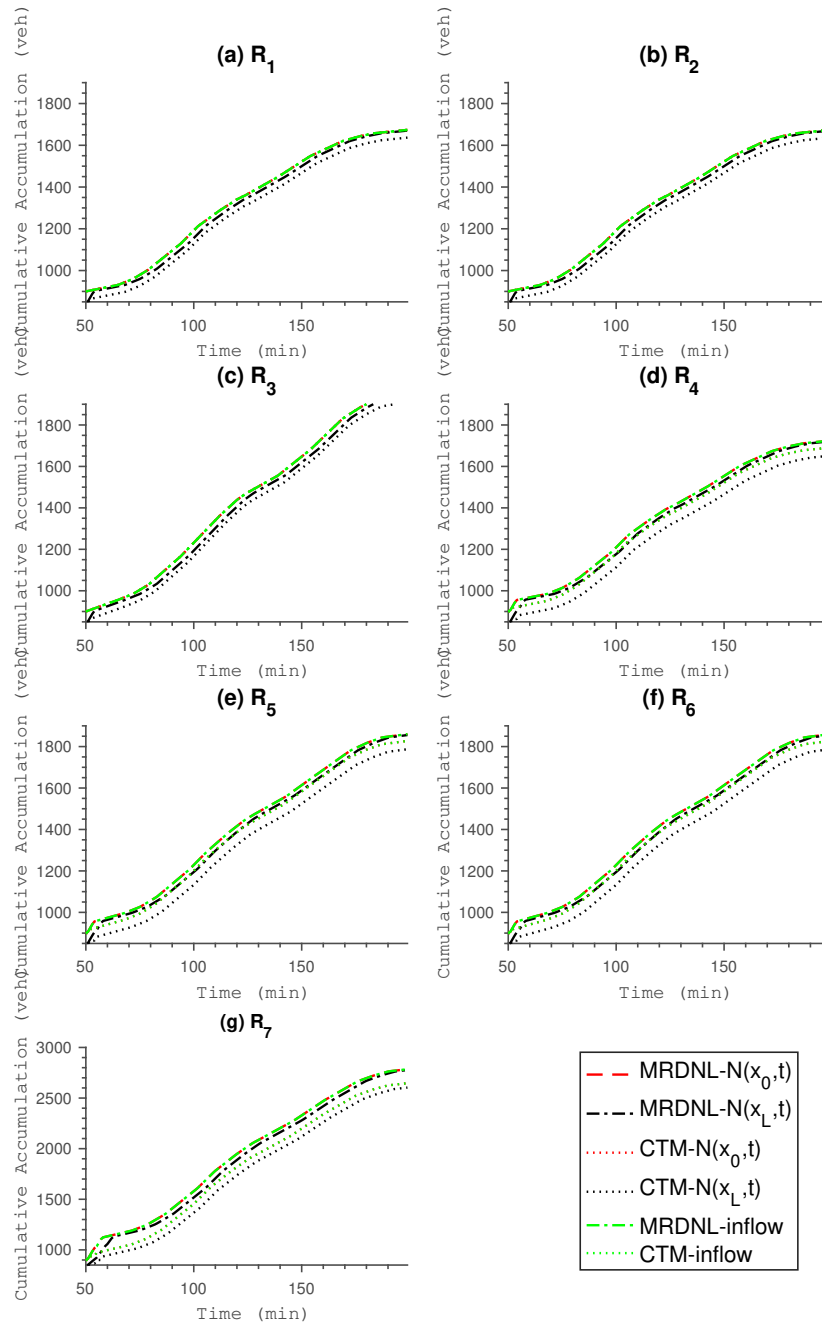 (a) R1
(b) R2
Cumulative Accumulation (veh)
1800
1600
1400
1200
1000
50 100 150
Time (min)
Cumulative Accumulation (veh)
1800
1600
1400
1200
1000
50 100 150
Time (min)
(c) R3
(d) R4
Cumulative Accumulation (veh)
1800
1600
1400
1200
1000
50 100 150
Time (min)
Cumulative Accumulation (veh)
1800
1600
1400
1200
1000
50 100 150
Time (min)
(e) R5
(f) R6
Cumulative Accumulation (veh)
1800
1600
1400
1200
1000
50 100 150
Time (min)
Cumulative Accumulation (veh)
1800
1600
1400
1200
1000
50 100 150
Time (min)
(g) R7
Cumulative Accumulation (veh)
3000
2500
2000
1500
1000
50 100 150
Time (min)
MRDNL-N(x0,t)
MRDNL-N(xL,t)
CTM-N(x0,t)
CTM-N(xL,t)
MRDNL-inflow
CTM-inflow